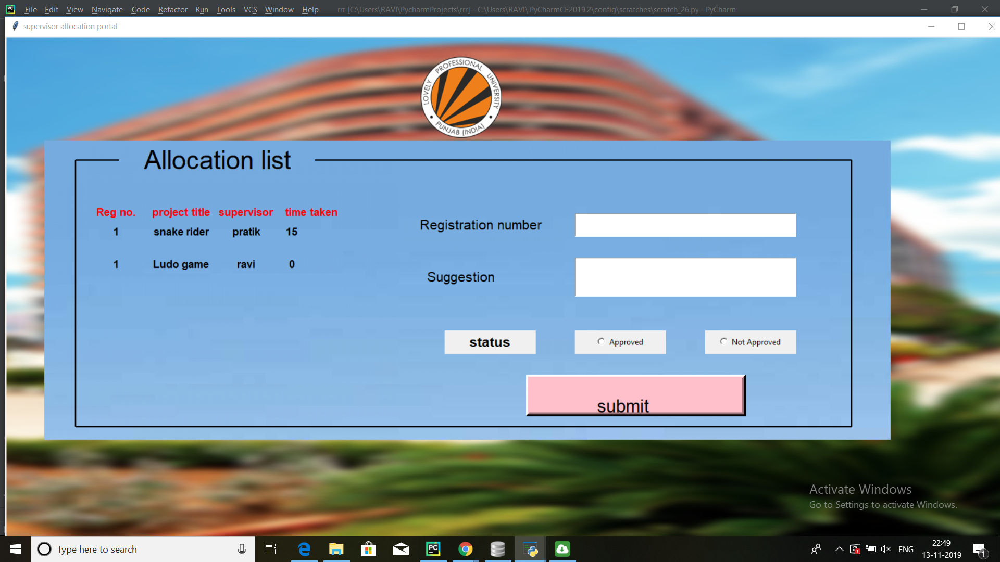 PC File Edit View Navigate Code Refactor Run Tools VCS Window Help rrr [C:\Users\RAVI\PycharmProjects\rrr] - C:\Users\RAVI\.PyCharmCE2019.2\config\scratches\scratch_26.py - PyCharm
supervisor allocation portal
LOVELY PROFESSIONAL UNIVERSITY
PUNJAB (INDIA)
Allocation list
Reg no. project title supervisor time taken
1 snake rider pratik 15
1 Ludo game ravi 0
Registration number
Suggestion
status Approved Not Approved
submit
Activate Windows
Go to Settings to activate Windows.
Type here to search
PC
ENG
22:49
13-11-2019
1